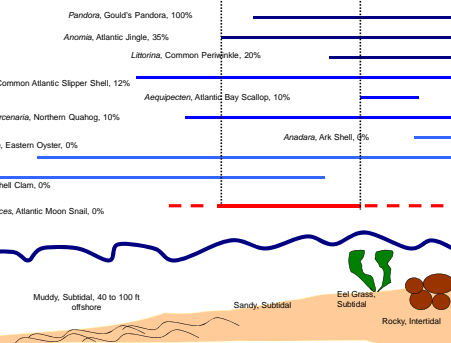 Pandora, Gould's Pandora, 100%
Anomia, Atlantic Jingle, 35%
Littorina, Common Periwinkle, 20%
Common Atlantic Slipper Shell, 12%
Aequipecten, Atlantic Bay Scallop, 10%
rcenaria, Northern Quahog, 10%
Anadara, Ark Shell, 0%
, Eastern Oyster, 0%
hell Clam, 0%
ces, Atlantic Moon Snail, 0%
Muddy, Subtidal, 40 to 100 ft
offshore
Sandy, Subtidal
Eel Grass,
Subtidal
Rocky, Intertidal